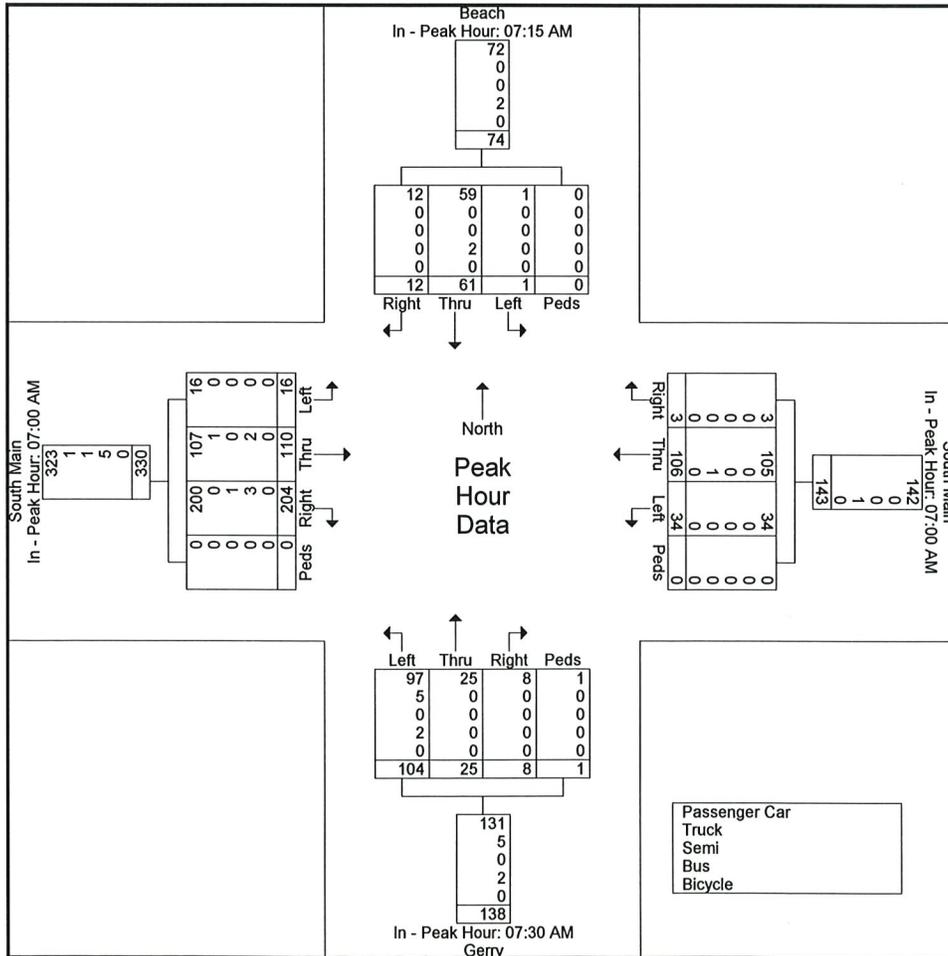 Beach
In - Peak Hour: 07:15 AM
72
0
0
2
0
74
12 59 1 0
0 0 0 0
0 0 0 0
0 2 0 0
0 0 0 0
12 61 1 0
Right Thru Left Peds
South Main
In - Peak Hour: 07:00 AM
323
1
1
5
0
330
16 0 0 0 0 16 Left
107 1 0 2 0 110 Thru
200 0 1 3 0 204 Right
0 0 0 0 0 0 Peds
North
Peak
Hour
Data
Right 3 0 0 0 0 3
Thru 106 0 1 0 0 105
Left 34 0 0 0 0 34
Peds 0 0 0 0 0 0
143
0
1
0
0
142
South Main
In - Peak Hour: 07:00 AM
Left Thru Right Peds
97 25 8 1
5 0 0 0
0 0 0 0
2 0 0 0
0 0 0 0
104 25 8 1
131
5
0
2
0
138
In - Peak Hour: 07:30 AM
Gerry
Passenger Car
Truck
Semi
Bus
Bicycle